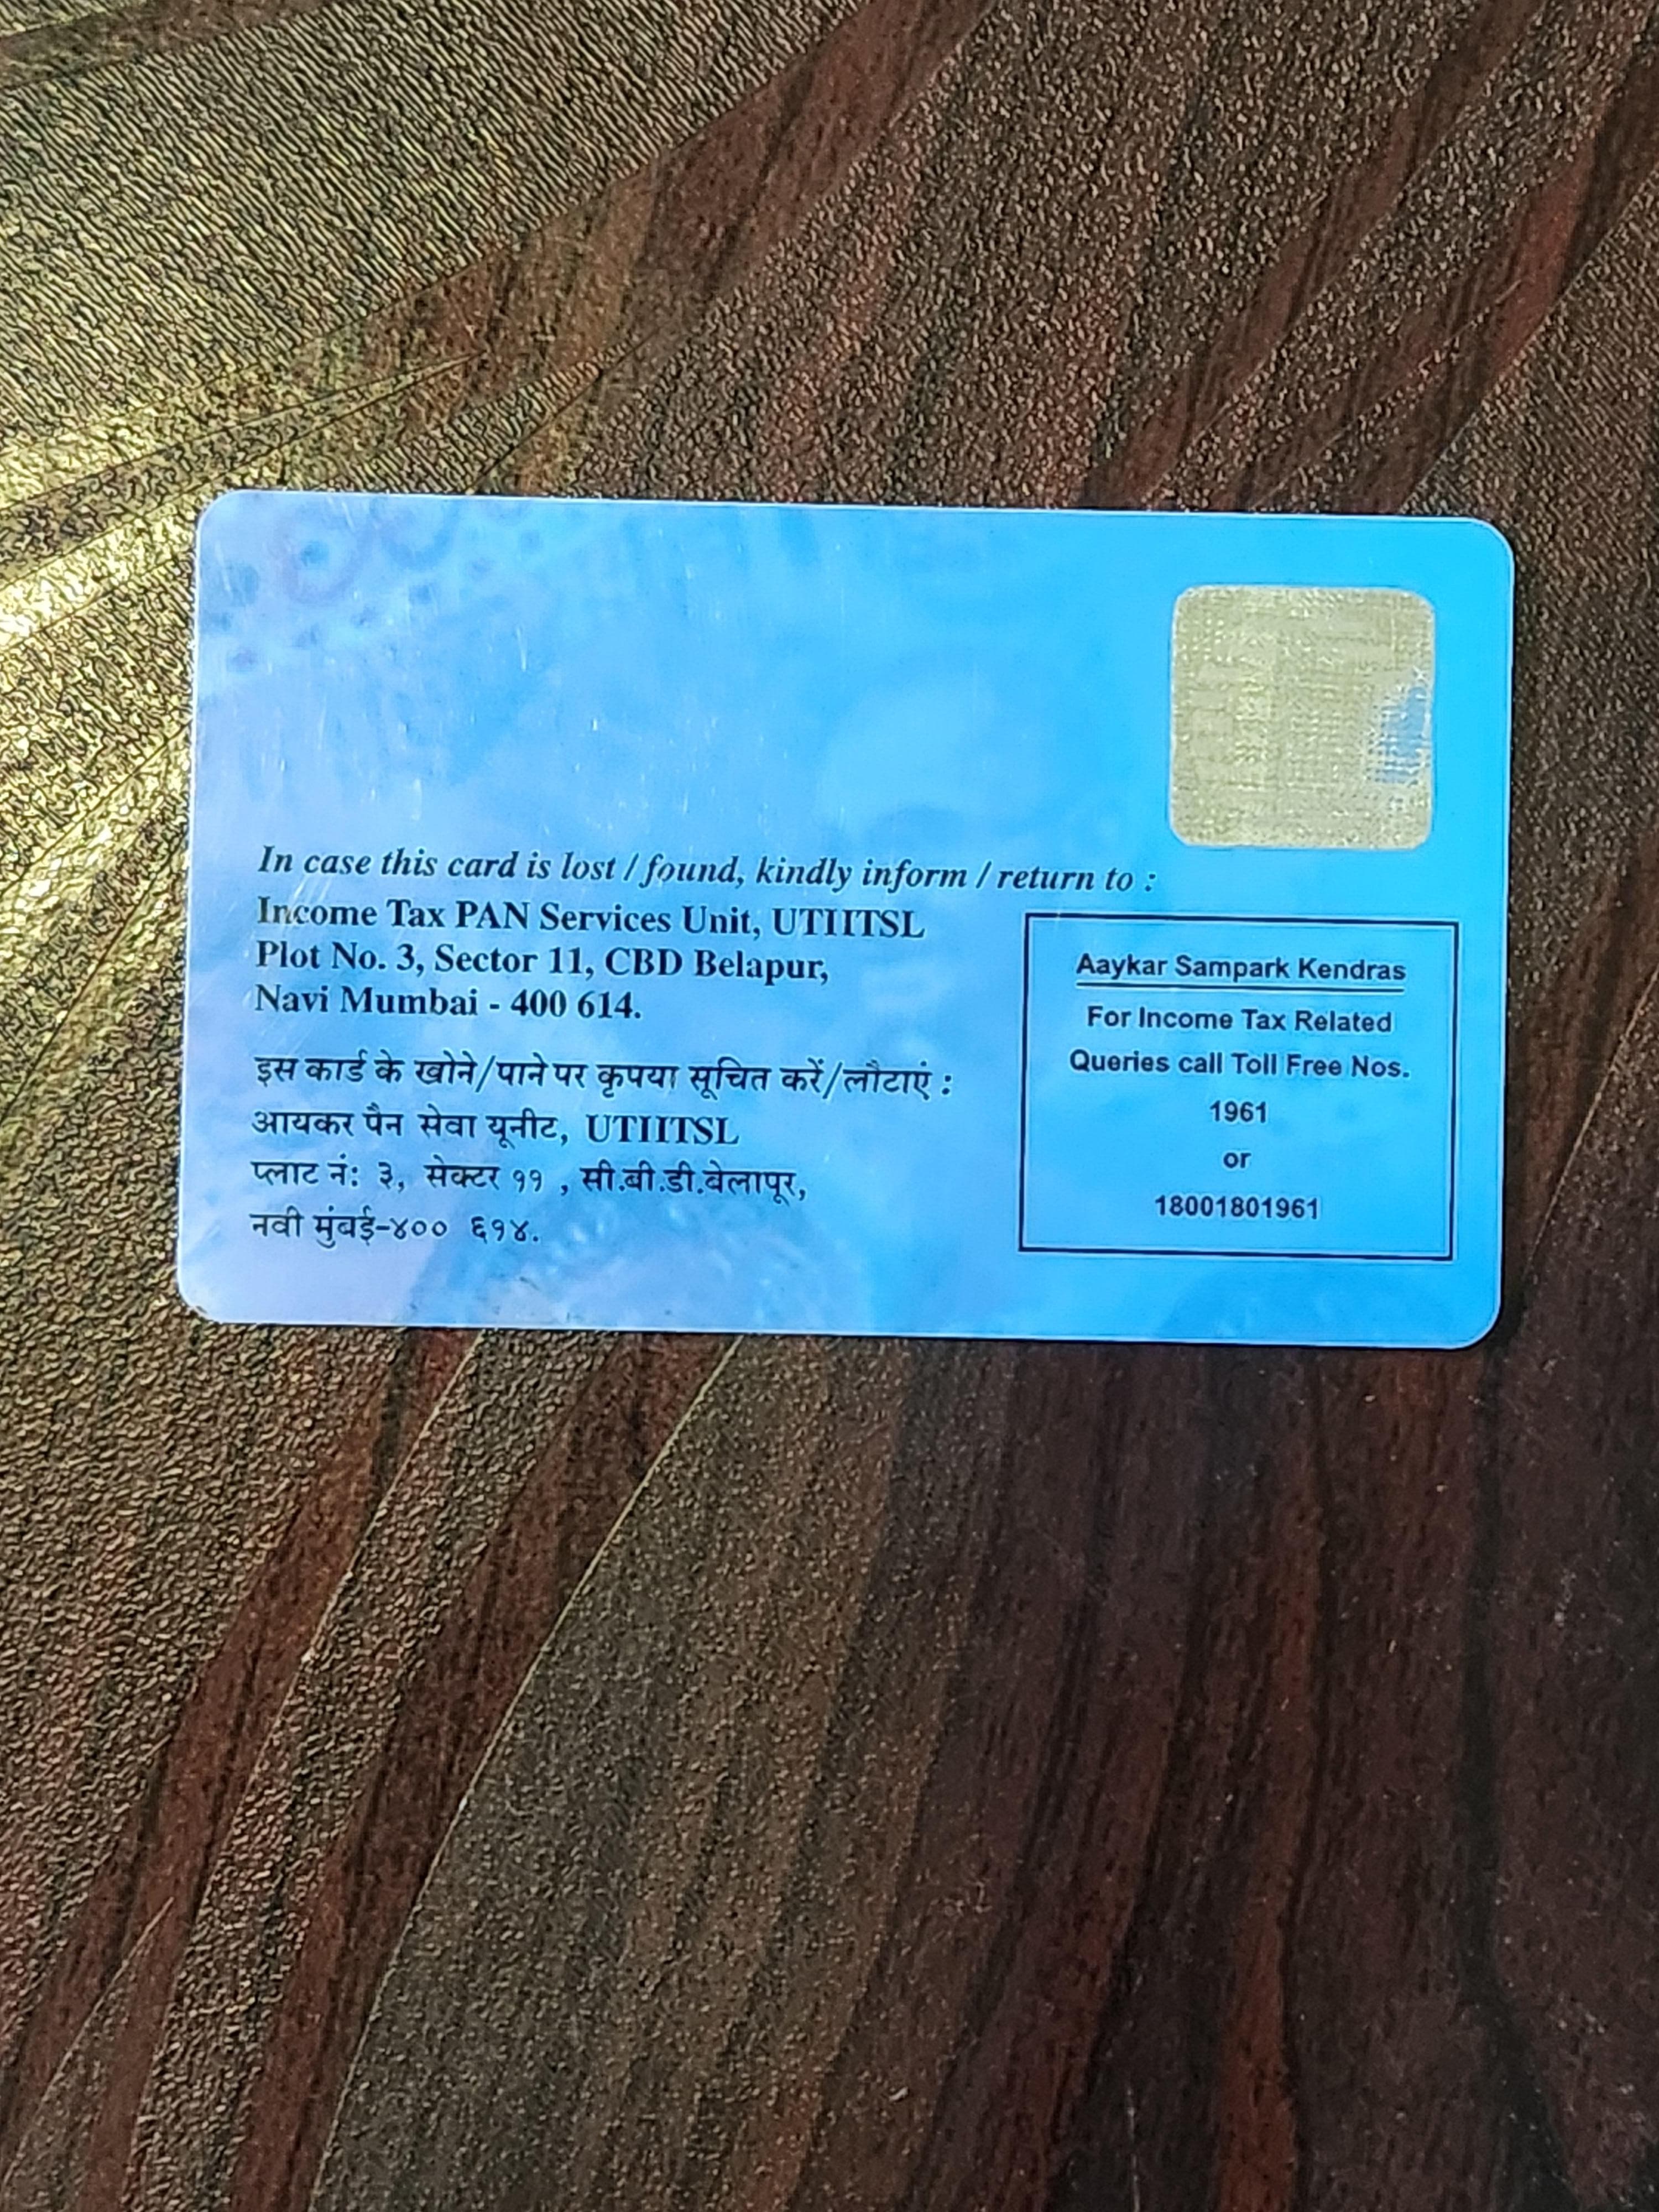 In case this card is lost / found, kindly inform / return to :
Income Tax PAN Services Unit, UTIITSL
Plot No. 3, Sector 11, CBD Belapur,
Navi Mumbai - 400 614.
इस कार्ड के खोने/पाने पर कृपया सूचित करें/लौटाएं :
आयकर पैन सेवा यूनीट, UTIITSL
प्लाट नं: ३, सेक्टर ११ , सी.बी.डी.बेलापूर,
नवी मुंबई-४०० ६१४.
Aaykar Sampark Kendras
For Income Tax Related
Queries call Toll Free Nos.
1961
or
18001801961